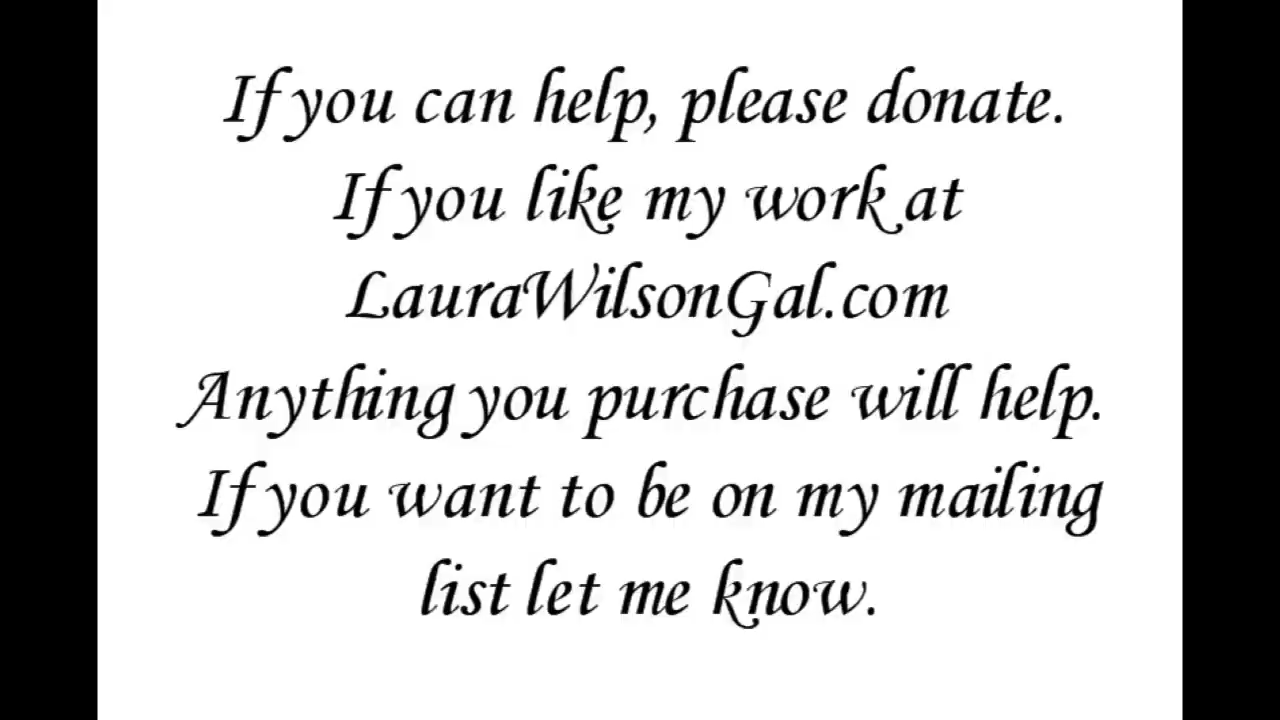 If you can help, please donate.
If you like my work at
LauraWilsonGal.com
Anything you purchase will help.
If you want to be on my mailing
list let me know.